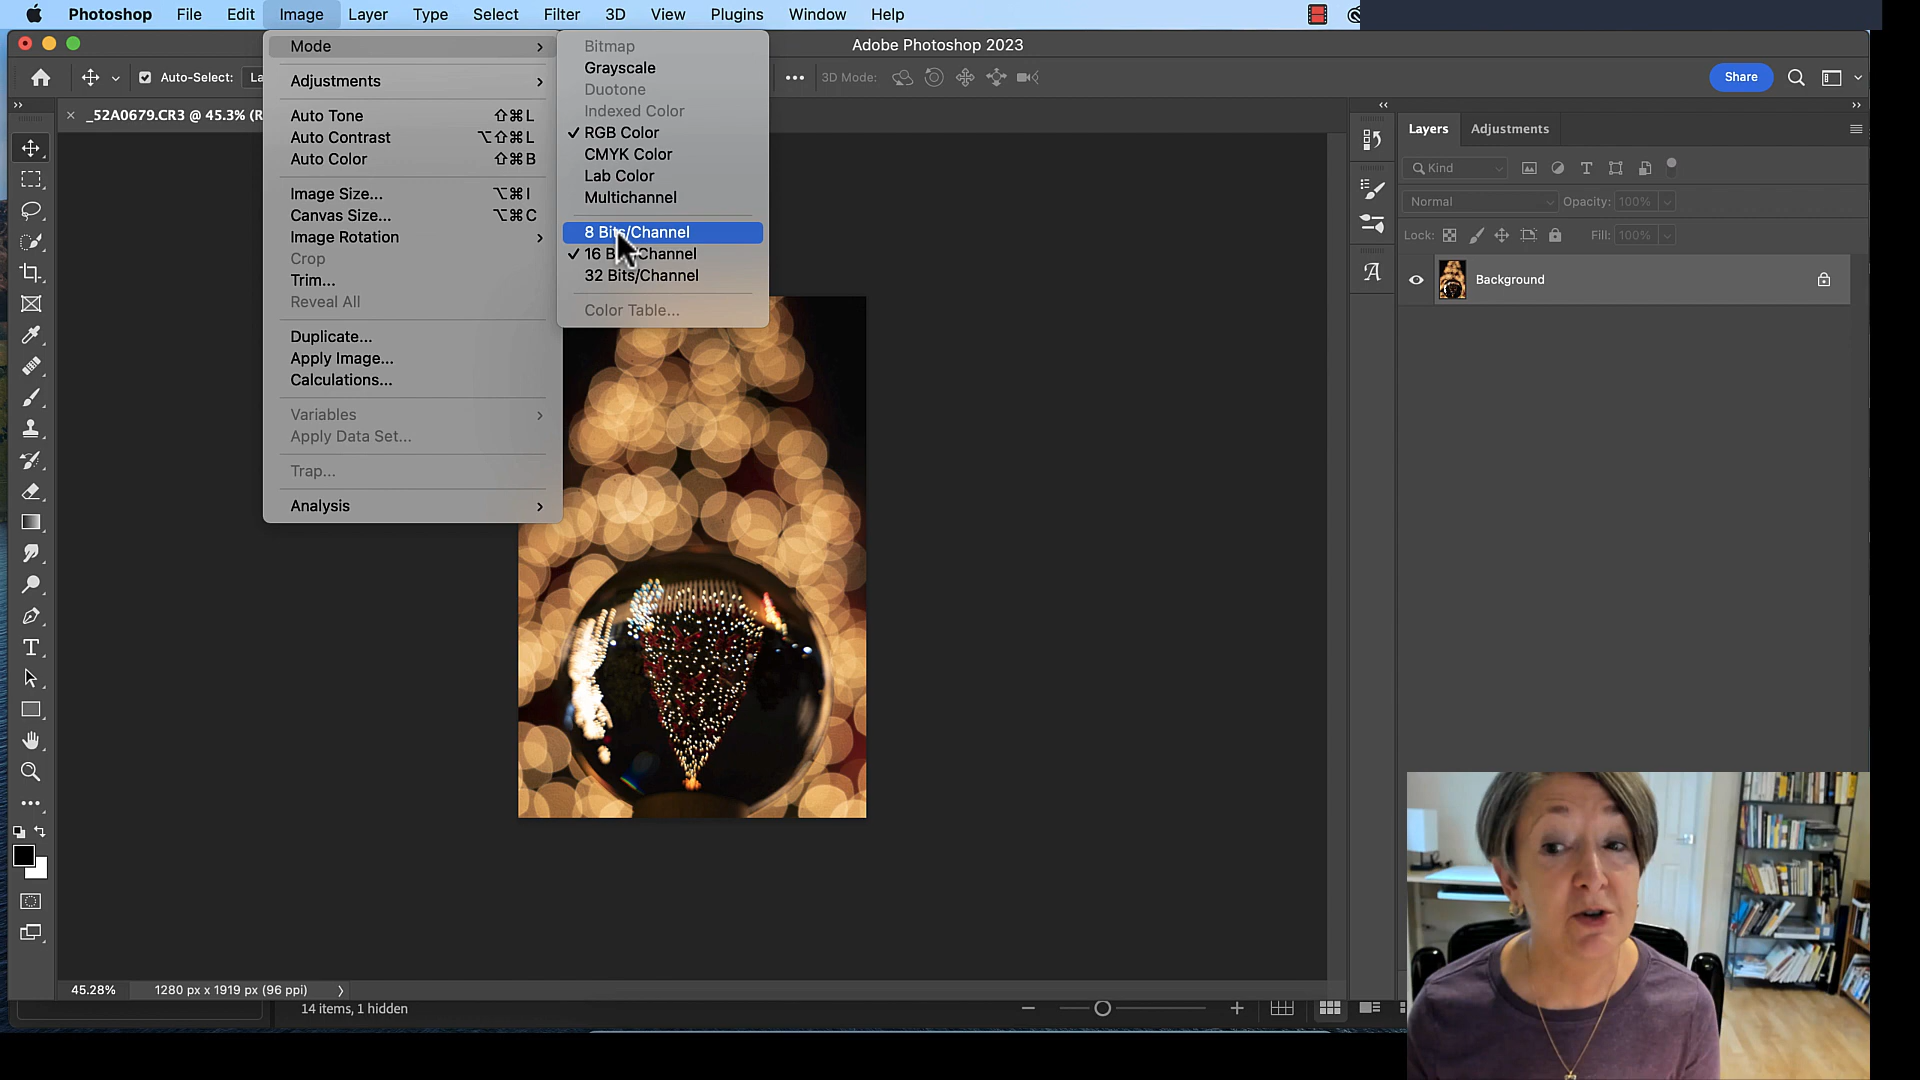 Photoshop File Edit Image Layer Type Select Filter 3D View Plugins Window Help
Adobe Photoshop 2023
Auto-Select: La
3D Mode:
Share
_52A0679.CR3 @ 45.3% (R
Mode
Adjustments
Auto Tone ⇧⌘L
Auto Contrast ⌥⇧⌘L
Auto Color ⇧⌘B
Image Size... ⌥⌘I
Canvas Size... ⌥⌘C
Image Rotation
Crop
Trim...
Reveal All
Duplicate...
Apply Image...
Calculations...
Variables
Apply Data Set...
Trap...
Analysis
Bitmap
Grayscale
Duotone
Indexed Color
✓ RGB Color
CMYK Color
Lab Color
Multichannel
8 Bits/Channel
✓ 16 Bits/Channel
32 Bits/Channel
Color Table...
Layers Adjustments
Kind
Normal Opacity: 100%
Lock: Fill: 100%
Background
45.28% 1280 px x 1919 px (96 ppi)
14 items, 1 hidden